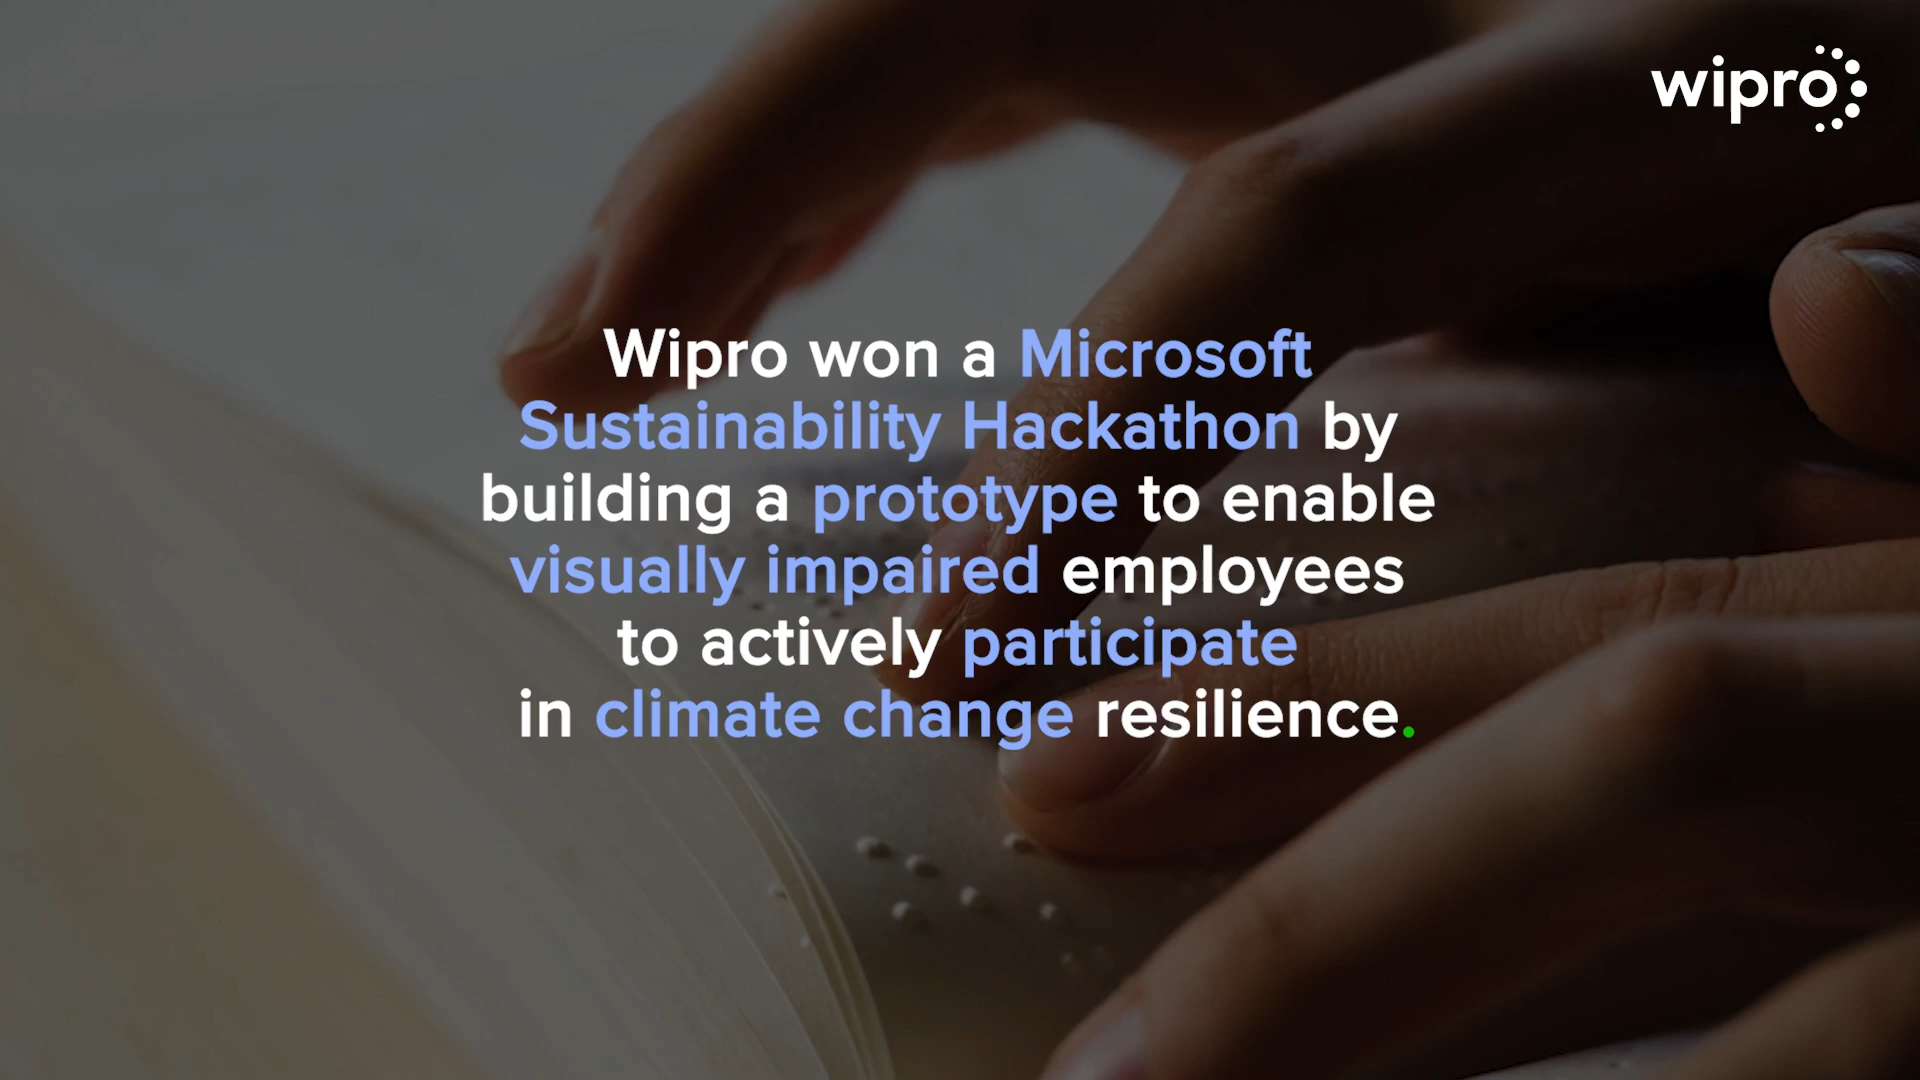 wipro
Wipro won a Microsoft
Sustainability Hackathon by
building a prototype to enable
visually impaired employees
to actively participate
in climate change resilience.